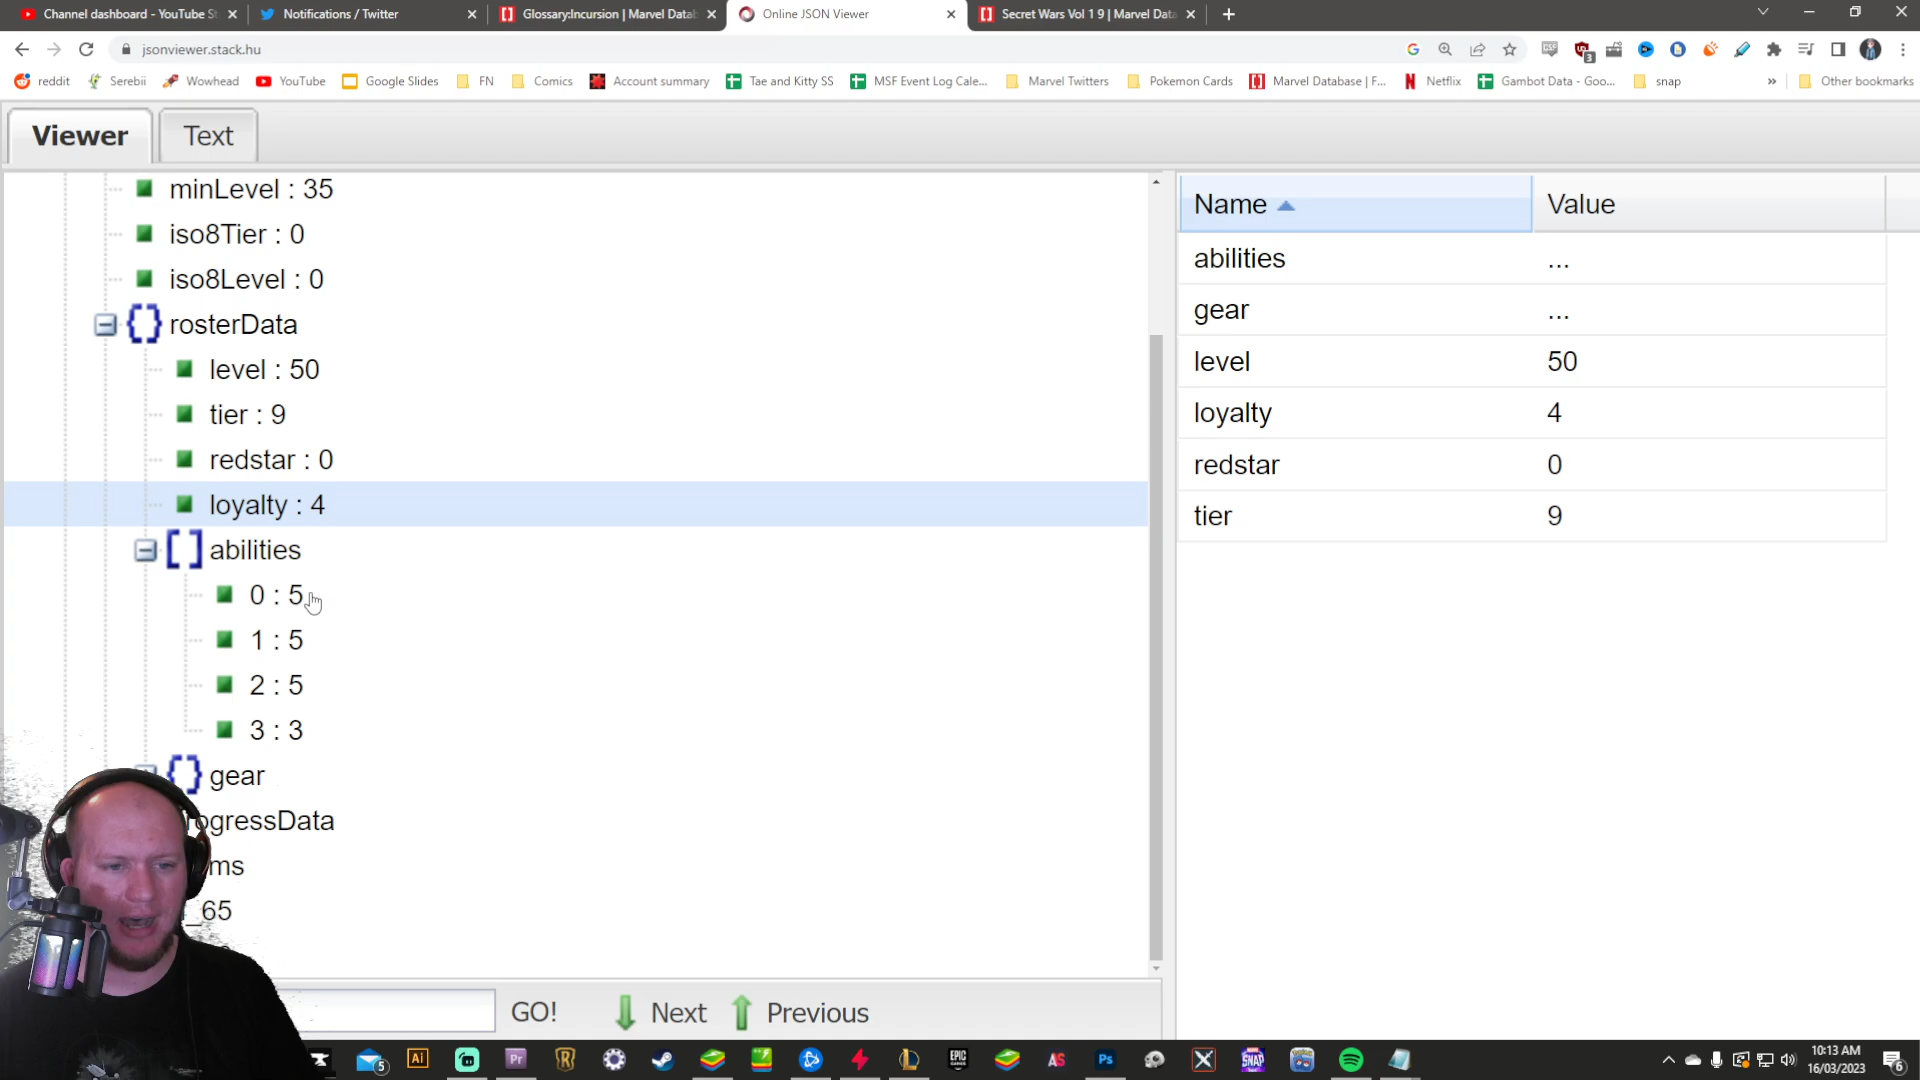 Channel dashboard - YouTube St
Notifications / Twitter
Glossary:Incursion | Marvel Datab
Online JSON Viewer
Secret Wars Vol 1 9 | Marvel Data
jsonviewer.stack.hu
reddit
Serebii
Wowhead
YouTube
Google Slides
FN
Comics
Account summary
Tae and Kitty SS
MSF Event Log Cale...
Marvel Twitters
Pokemon Cards
Marvel Database | F...
Netflix
Gambot Data - Goo...
snap
»
Other bookmarks
Viewer
Text
minLevel : 35
iso8Tier : 0
iso8Level : 0
{} rosterData
level : 50
tier : 9
redstar : 0
loyalty : 4
[] abilities
0 : 5
1 : 5
2 : 5
3 : 3
{} gear
ogressData
ms
_65
GO!
Next
Previous
Name
Value
abilities
...
gear
...
level
50
loyalty
4
redstar
0
tier
9
10:13 AM
16/03/2023